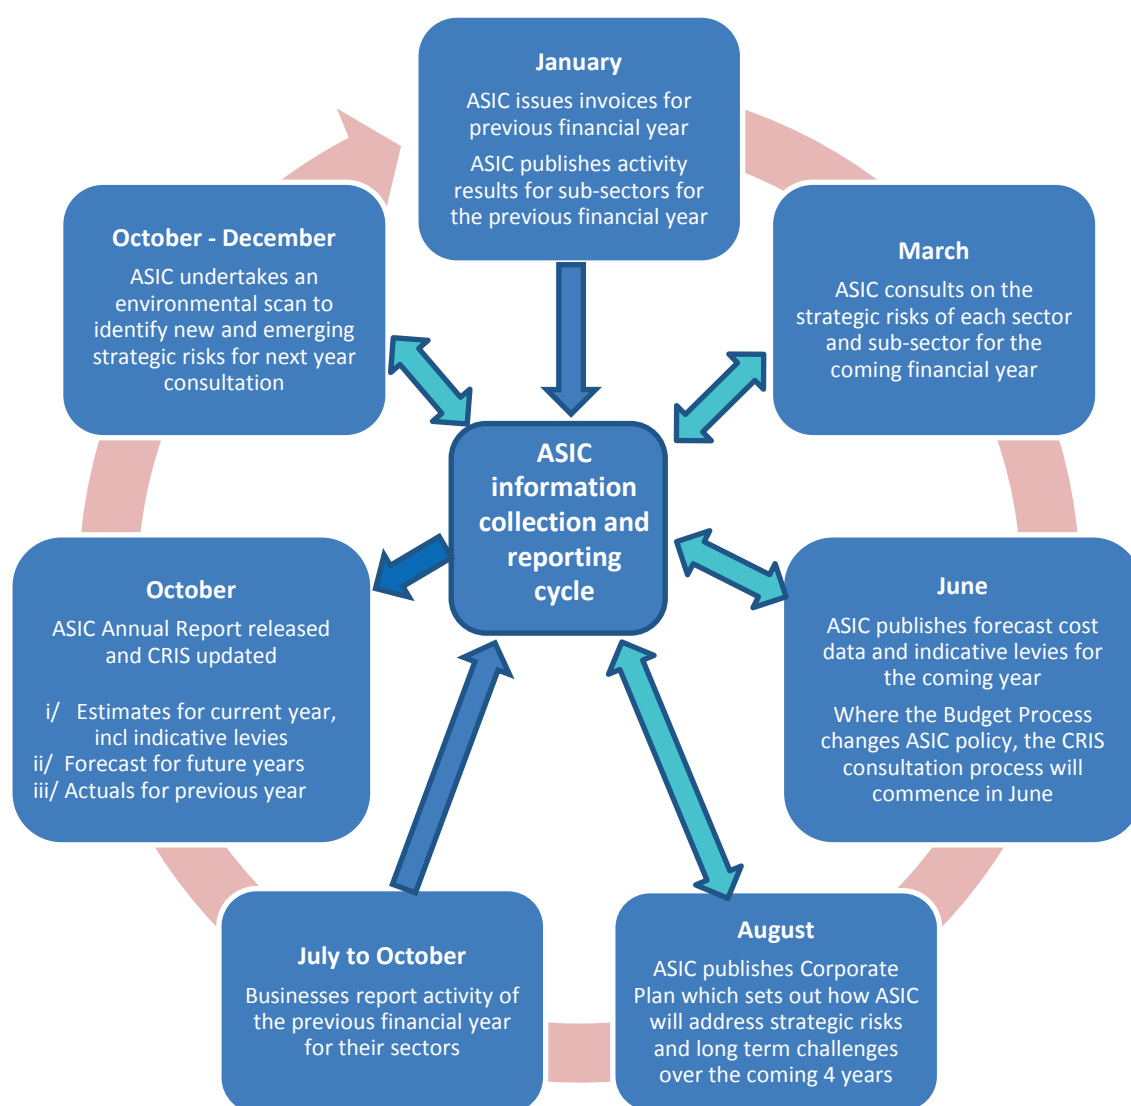 January
ASIC issues invoices for
previous financial year
ASIC publishes activity
results for sub-sectors for
the previous financial year
March
ASIC consults on the
strategic risks of each sector
and sub-sector for the
coming financial year
June
ASIC publishes forecast cost
data and indicative levies for
the coming year
Where the Budget Process
changes ASIC policy, the CRIS
consultation process will
commence in June
August
ASIC publishes Corporate
Plan which sets out how ASIC
will address strategic risks
and long term challenges
over the coming 4 years
July to October
Businesses report activity of
the previous financial year
for their sectors
October
ASIC Annual Report released
and CRIS updated
i/ Estimates for current year,
incl indicative levies
ii/ Forecast for future years
iii/ Actuals for previous year
October - December
ASIC undertakes an
environmental scan to
identify new and emerging
strategic risks for next year
consultation
ASIC
information
collection and
reporting
cycle